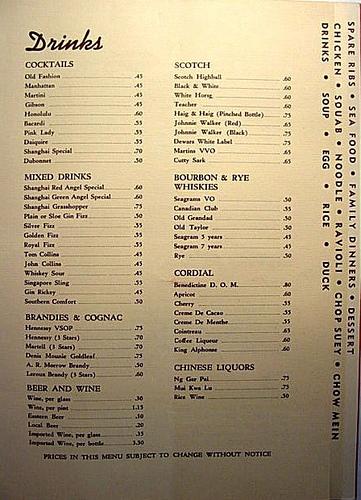 Drinks
COCKTAILS
Old Fashion .45
Manhattan .45
Martini .45
Gibson .45
Honolulu .60
Bacardi .55
Pink Lady .55
Daiquire .55
Shanghai Special .70
Dubonnet .50
MIXED DRINKS
Shanghai Red Angel Special .60
Shanghai Green Angel Special .60
Shanghai Grasshopper .75
Plain or Sloe Gin Fizz .50
Silver Fizz .55
Golden Fizz .55
Royal Fizz .55
Tom Collins .45
John Collins .45
Whiskey Sour .45
Singapore Sling .55
Gin Rickey .45
Southern Comfort .50
BRANDIES & COGNAC
Hennessy VSOP .75
Hennessy (3 Stars) .70
Martell (3 Stars) .70
Denis Mounie Goldleaf .75
A. R. Morrow Brandy .50
Leroux Brandy (3 Stars) .60
BEER AND WINE
Wine, per glass .30
Wine, per pint 1.15
Eastern Beer .30
Local Beer .20
Imported Wine, per glass .35
Imported Wine, per bottle 3.50
SCOTCH
Scotch Highball .60
Black & White .60
White Horse .60
Teacher .60
Haig & Haig (Pinched Bottle) .75
Johnnie Walker (Red) .65
Johnnie Walker (Black) .75
Dewars White Label .75
Martins VVO .65
Cutty Sark .65
BOURBON & RYE
WHISKIES
Seagrams VO .50
Canadian Club .55
Old Grandad .50
Old Taylor .50
Seagram 5 years .45
Seagram 7 years .45
Rye .50
CORDIAL
Benedictine D. O. M. .80
Apricot .60
Cherry .55
Creme De Cacao .55
Creme De Menthe .55
Cointreau .65
Coffee Liqueur .60
King Alphonse .60
CHINESE LIQUORS
Ng Gar Pai .75
Mui Kwe Lu .75
Rice Wine .50
PRICES IN THIS MENU SUBJECT TO CHANGE WITHOUT NOTICE
SPARE RIBS • SEA FOOD • FAMILY DINNERS • DESSERT
CHICKEN • SQUAB • NOODLE • RAVIOLI • CHOP SUEY • CHOW MEIN
DRINKS • SOUP • EGG • RICE • DUCK